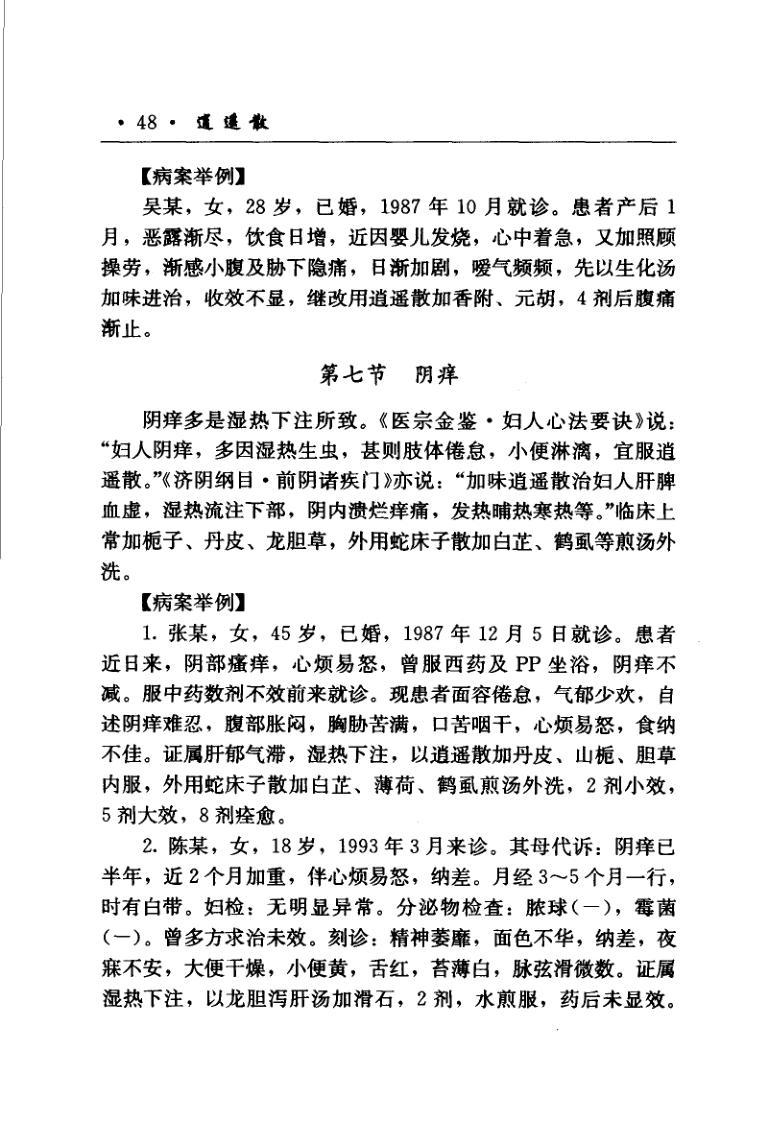 · 48 · 逍遥散
【病案举例】
吴某，女，28 岁，已婚，1987 年 10 月就诊。患者产后 1
月，恶露渐尽，饮食日增，近因婴儿发烧，心中着急，又加照顾
操劳，渐感小腹及胁下隐痛，日渐加剧，嗳气频频，先以生化汤
加味进治，收效不显，继改用逍遥散加香附、元胡，4 剂后腹痛
渐止。
第七节 阴痒
阴痒多是湿热下注所致。《医宗金鉴·妇人心法要诀》说：
“妇人阴痒，多因湿热生虫，甚则肢体倦怠，小便淋漓，宜服逍
遥散。”《济阴纲目·前阴诸疾门》亦说：“加味逍遥散治妇人肝脾
血虚，湿热流注下部，阴内溃烂痒痛，发热晡热寒热等。”临床上
常加栀子、丹皮、龙胆草，外用蛇床子散加白芷、鹤虱等煎汤外
洗。
【病案举例】
1. 张某，女，45 岁，已婚，1987 年 12 月 5 日就诊。患者
近日来，阴部瘙痒，心烦易怒，曾服西药及 PP 坐浴，阴痒不
减。服中药数剂不效前来就诊。现患者面容倦怠，气郁少欢，自
述阴痒难忍，腹部胀闷，胸胁苦满，口苦咽干，心烦易怒，食纳
不佳。证属肝郁气滞，湿热下注，以逍遥散加丹皮、山栀、胆草
内服，外用蛇床子散加白芷、薄荷、鹤虱煎汤外洗，2 剂小效，
5 剂大效，8 剂痊愈。
2. 陈某，女，18 岁，1993 年 3 月来诊。其母代诉：阴痒已
半年，近 2 个月加重，伴心烦易怒，纳差。月经 3～5 个月一行，
时有白带。妇检：无明显异常。分泌物检查：脓球(－)，霉菌
(－)。曾多方求治未效。刻诊：精神萎靡，面色不华，纳差，夜
寐不安，大便干燥，小便黄，舌红，苔薄白，脉弦滑微数。证属
湿热下注，以龙胆泻肝汤加滑石，2 剂，水煎服，药后未显效。